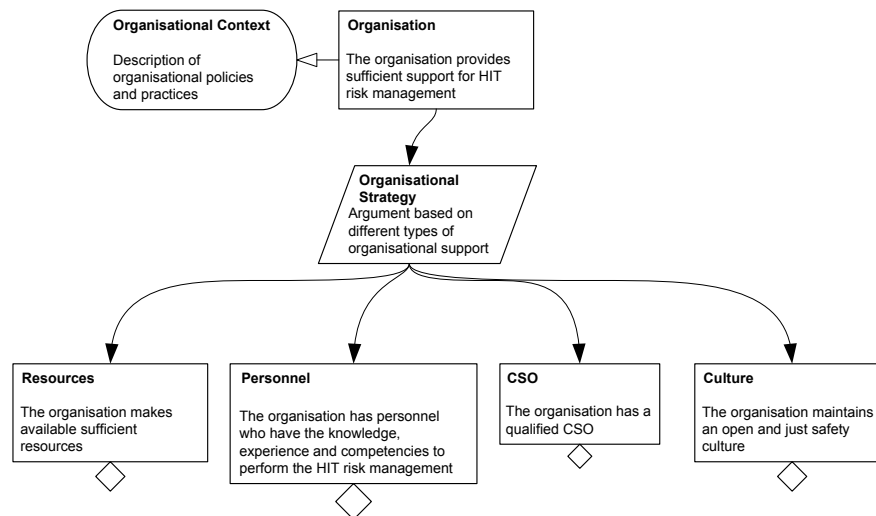 Organisational Context
Description of
organisational policies
and practices
Organisation
The organisation provides
sufficient support for HIT
risk management
Organisational
Strategy
Argument based on
different types of
organisational support
Resources
The organisation makes
available sufficient
resources
Personnel
The organisation has personnel
who have the knowledge,
experience and competencies to
perform the HIT risk management
CSO
The organisation has a
qualified CSO
Culture
The organisation maintains
an open and just safety
culture